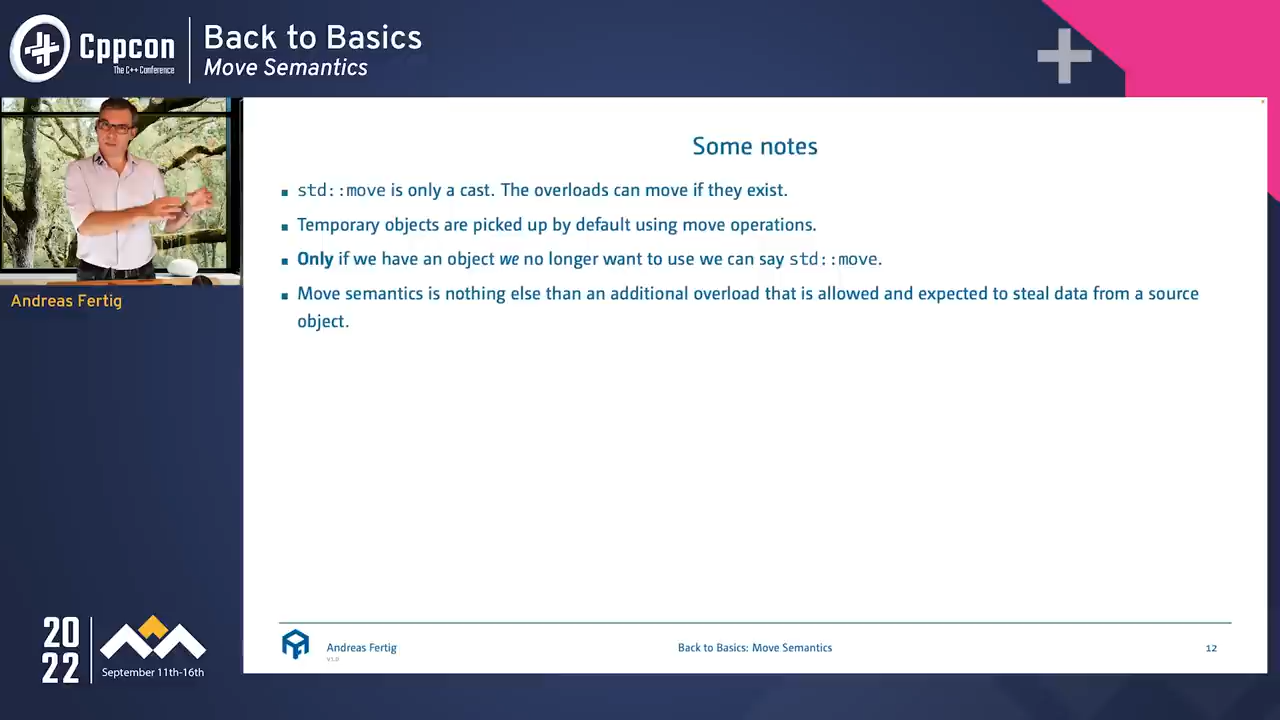 Cppcon
The C++ Conference
Back to Basics
Move Semantics
Andreas Fertig
Some notes
std::move is only a cast. The overloads can move if they exist.
Temporary objects are picked up by default using move operations.
Only if we have an object we no longer want to use we can say std::move.
Move semantics is nothing else than an additional overload that is allowed and expected to steal data from a source
object.
20
22
September 11th-16th
Andreas Fertig
v1.0
Back to Basics: Move Semantics
12